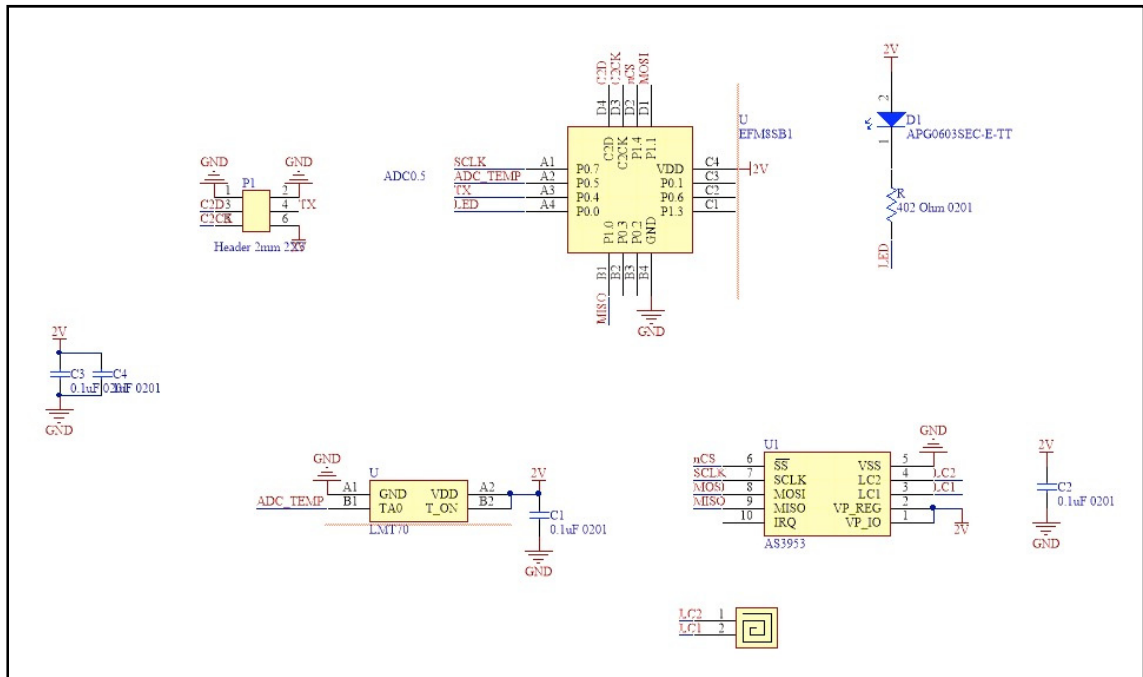 C2D
C2CK
nCS
MOSI
D4
D3
D2
D1
U
EFM8SB1
C2D
C2CK
P1.4
P1.1
ADC0.5
SCLK
A1
P0.7
VDD
C4
2V
ADC_TEMP
A2
P0.5
P0.1
C3
TX
A3
P0.4
P0.6
C2
LED
A4
P0.0
P1.3
C1
P1.0
P0.3
P0.2
GND
B1
B2
B3
B4
MISO
GND
2V
2
D1
APG0603SEC-E-TT
1
R
402 Ohm 0201
LED
GND
GND
P1
1
2
C2D
3
4
TX
C2CK
6
Header 2mm
2V
C3
C4
0.1uF
0201
GND
GND
U
2V
A1
GND
VDD
A2
ADC_TEMP
B1
TA0
T_ON
B2
LMT70
C1
0.1uF 0201
GND
U1
GND
nCS
6
SS
VSS
5
SCLK
7
SCLK
LC2
4
LC2
MOSI
8
MOSI
LC1
3
LC1
MISO
9
MISO
VP_REG
2
10
IRQ
VP_IO
1
2V
AS3953
2V
C2
0.1uF 0201
GND
LC2
1
LC1
2